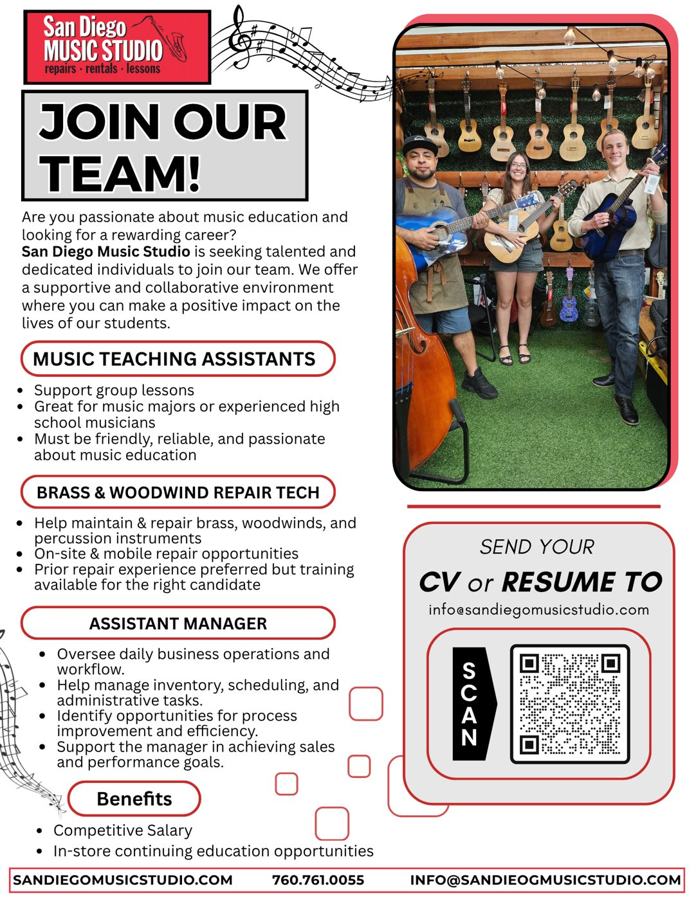 San Diego
MUSIC STUDIO
repairs · rentals · lessons
JOIN OUR
TEAM!
Are you passionate about music education and
looking for a rewarding career?
San Diego Music Studio is seeking talented and
dedicated individuals to join our team. We offer
a supportive and collaborative environment
where you can make a positive impact on the
lives of our students.
MUSIC TEACHING ASSISTANTS
• Support group lessons
• Great for music majors or experienced high
school musicians
• Must be friendly, reliable, and passionate
about music education
BRASS & WOODWIND REPAIR TECH
• Help maintain & repair brass, woodwinds, and
percussion instruments
• On-site & mobile repair opportunities
• Prior repair experience preferred but training
available for the right candidate
ASSISTANT MANAGER
• Oversee daily business operations and
workflow.
• Help manage inventory, scheduling, and
administrative tasks.
• Identify opportunities for process
improvement and efficiency.
• Support the manager in achieving sales
and performance goals.
Benefits
• Competitive Salary
• In-store continuing education opportunities
SEND YOUR
CV or RESUME TO
info@sandiegomusicstudio.com
SCAN
SANDIEGOMUSICSTUDIO.COM 760.761.0055 INFO@SANDIEOGMUSICSTUDIO.COM